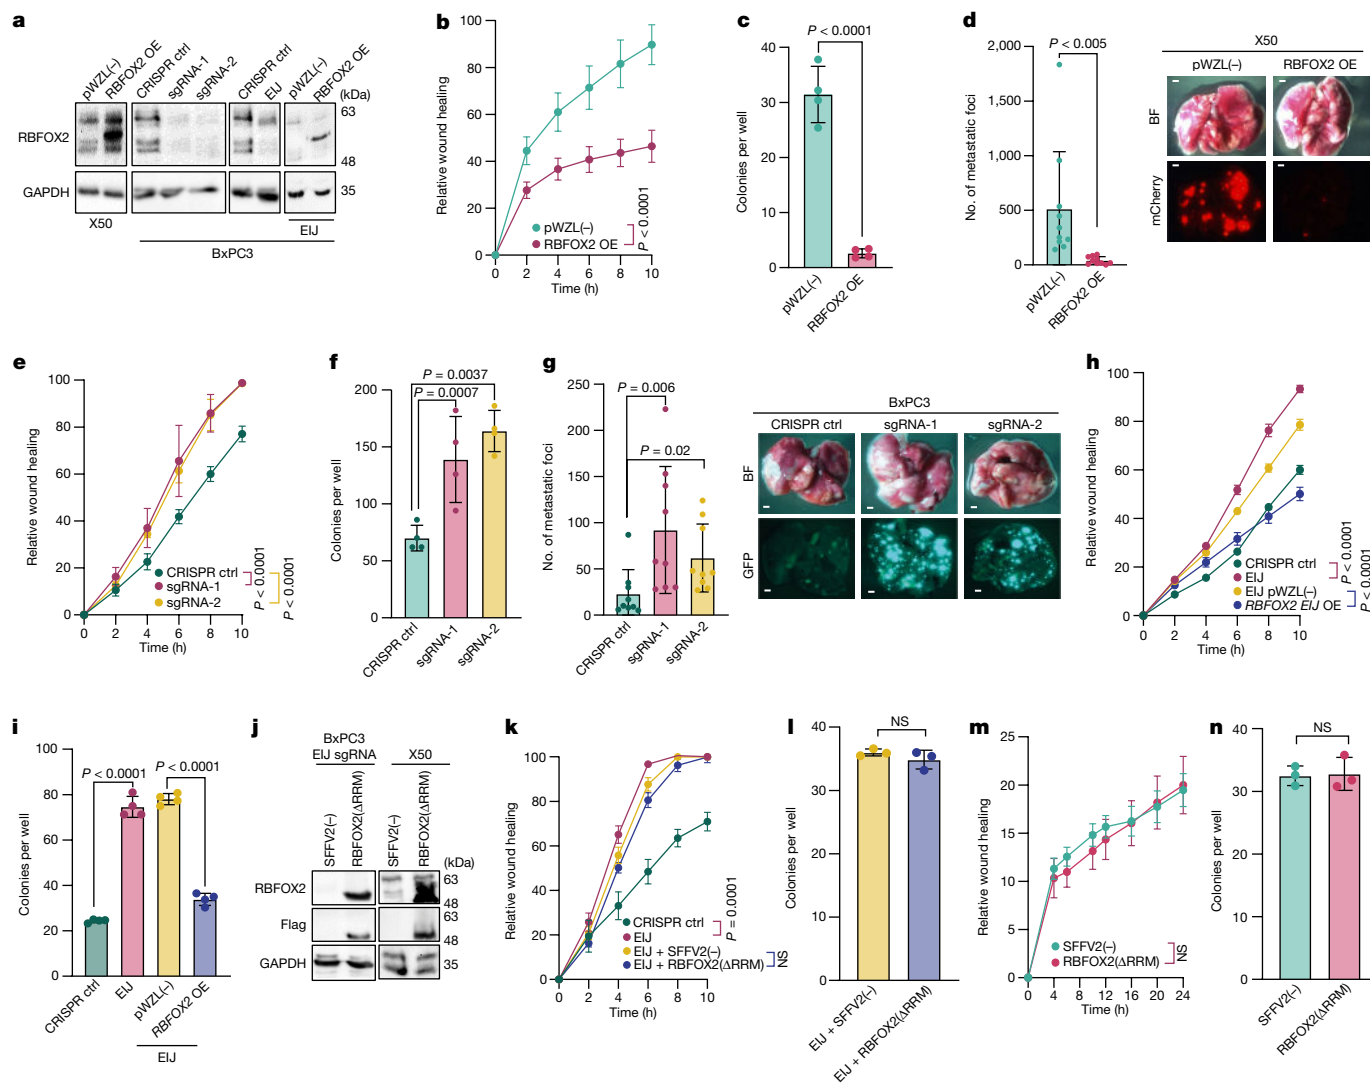 a
pWZL(–)
RBFOX2 OE
CRISPR ctrl
sgRNA-1
sgRNA-2
CRISPR ctrl
EIJ
pWZL(–)
RBFOX2 OE
(kDa)
RBFOX2
63
48
GAPDH
35
X50
EIJ
BxPC3
b
Relative wound healing
100
80
60
40
20
0
pWZL(–)
RBFOX2 OE
P < 0.0001
0 2 4 6 8 10
Time (h)
c
P < 0.0001
Colonies per well
40
30
20
10
0
pWZL(–)
RBFOX2 OE
d
P < 0.005
No. of metastatic foci
2,000
1,500
1,000
500
0
pWZL(–)
RBFOX2 OE
X50
pWZL(–) RBFOX2 OE
BF
mCherry
e
Relative wound healing
100
80
60
40
20
0
CRISPR ctrl
sgRNA-1
sgRNA-2
P < 0.0001
P < 0.0001
0 2 4 6 8 10
Time (h)
f
P = 0.0037
P = 0.0007
Colonies per well
200
150
100
50
0
CRISPR ctrl
sgRNA-1
sgRNA-2
g
No. of metastatic foci
250
200
150
100
50
0
P = 0.006
P = 0.02
CRISPR ctrl
sgRNA-1
sgRNA-2
BxPC3
CRISPR ctrl sgRNA-1 sgRNA-2
BF
GFP
h
Relative wound healing
100
80
60
40
20
0
CRISPR ctrl
EIJ
EIJ pWZL(–)
RBFOX2 EIJ OE
P < 0.0001
P < 0.0001
0 2 4 6 8 10
Time (h)
i
Colonies per well
100
80
60
40
20
0
P < 0.0001
P < 0.0001
CRISPR ctrl
EIJ
pWZL(–)
RBFOX2 OE
EIJ
j
BxPC3
EIJ sgRNA
X50
SFFV2(–)
RBFOX2(ΔRRM)
SFFV2(–)
RBFOX2(ΔRRM)
(kDa)
RBFOX2
63
48
Flag
63
48
GAPDH
35
k
Relative wound healing
100
80
60
40
20
0
CRISPR ctrl
EIJ
EIJ + SFFV2(–)
EIJ + RBFOX2(ΔRRM)
P = 0.0001
NS
0 2 4 6 8 10
Time (h)
l
NS
Colonies per well
40
30
20
10
0
EIJ + SFFV2(–)
EIJ + RBFOX2(ΔRRM)
m
Relative wound healing
25
20
15
10
5
0
SFFV2(–)
RBFOX2(ΔRRM)
NS
0 4 8 12 16 20 24
Time (h)
n
NS
Colonies per well
40
30
20
10
0
SFFV2(–)
RBFOX2(ΔRRM)